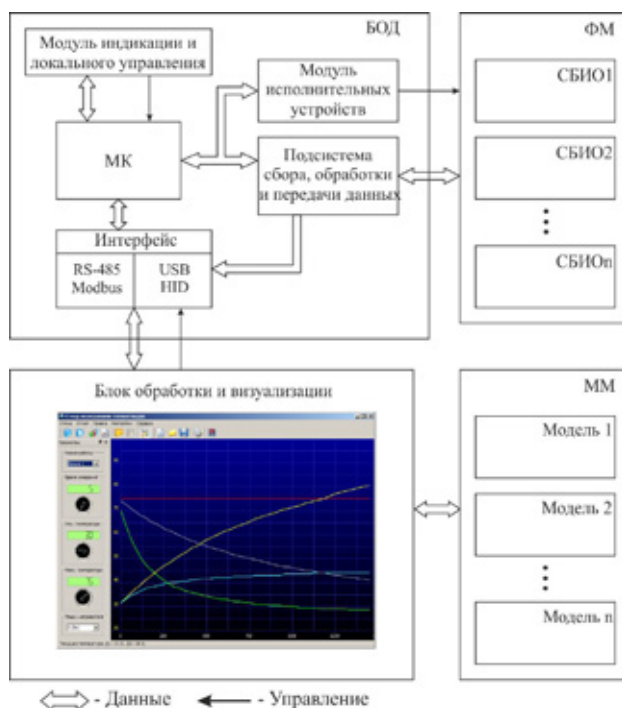 БОД
Модуль индикации и
локального управления
МК
Модуль
исполнительных
устройств
Подсистема
сбора, обработки
и передачи данных
Интерфейс
RS-485
Modbus
USB
HID
ФМ
СБИО1
СБИО2
СБИОn
Блок обработки и визуализации
ММ
Модель 1
Модель 2
Модель n
- Данные
- Управление